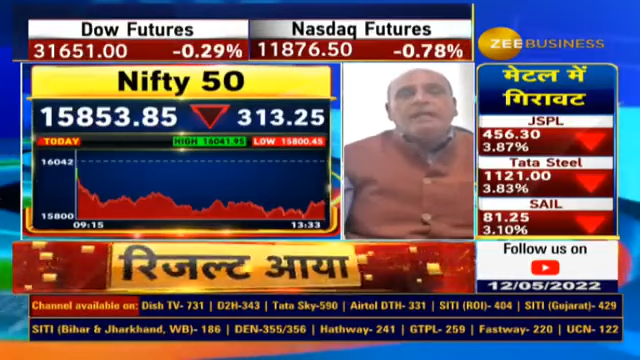 Dow Futures
31651.00 -0.29%
Nasdaq Futures
11876.50 -0.78%
ZEE BUSINESS
Nifty 50
15853.85 313.25
TODAY HIGH 16041.95 LOW 15800.45
16042
15800
09:15 13:33
मेटल में
गिरावट
JSPL
456.30
3.87%
Tata Steel
1121.00
3.83%
SAIL
81.25
3.10%
रिजल्ट आया
Follow us on
12/05/2022
Channel available on: Dish TV- 731 | D2H-343 | Tata Sky-590 | Airtel DTH- 331 | SITI (ROI)- 404 | SITI (Gujarat)- 429
SITI (Bihar & Jharkhand, WB)- 186 | DEN-355/356 | Hathway- 241 | GTPL- 259 | Fastway- 220 | UCN- 122